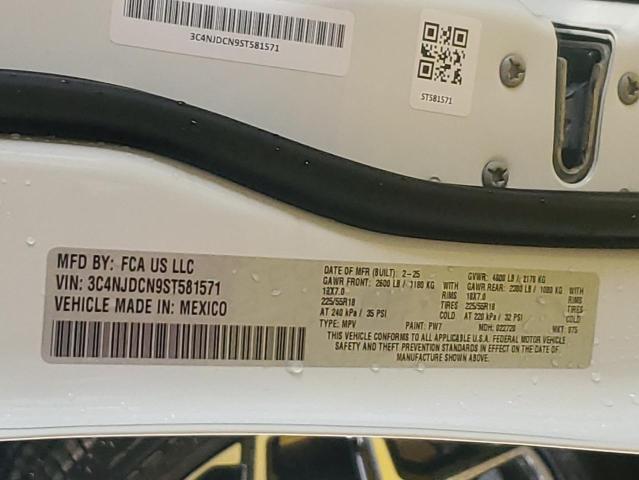 3C4NJDCN9ST581571
ST581571
MFD BY: FCA US LLC
VIN: 3C4NJDCN9ST581571
VEHICLE MADE IN: MEXICO
DATE OF MFR (BUILT): 2-25 GVWR: 4800 LB / 2178 KG
GAWR FRONT: 2600 LB / 1180 KG WITH GAWR REAR: 2380 LB / 1080 KG WITH
18X7.0 RIMS 18X7.0 RIMS
225/55R18 TIRES 225/55R18 TIRES
AT 240 kPa / 35 PSI COLD AT 220 kPa / 32 PSI COLD
TYPE: MPV PAINT: PW7 MDH: 022720 MKT: 975
THIS VEHICLE CONFORMS TO ALL APPLICABLE U.S.A. FEDERAL MOTOR VEHICLE
SAFETY AND THEFT PREVENTION STANDARDS IN EFFECT ON THE DATE OF
MANUFACTURE SHOWN ABOVE.